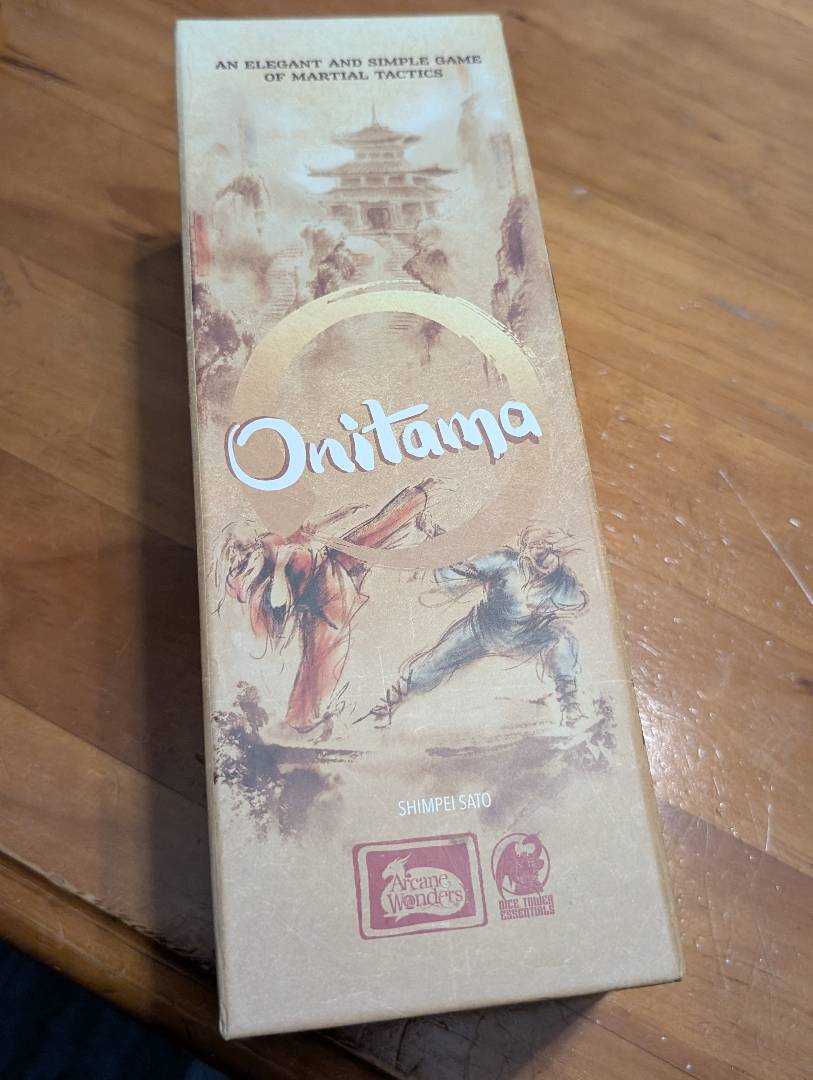 AN ELEGANT AND SIMPLE GAME
OF MARTIAL TACTICS
Onitama
SHIMPEI SATO
Arcane
Wonders
DICE TOWER
ESSENTIALS